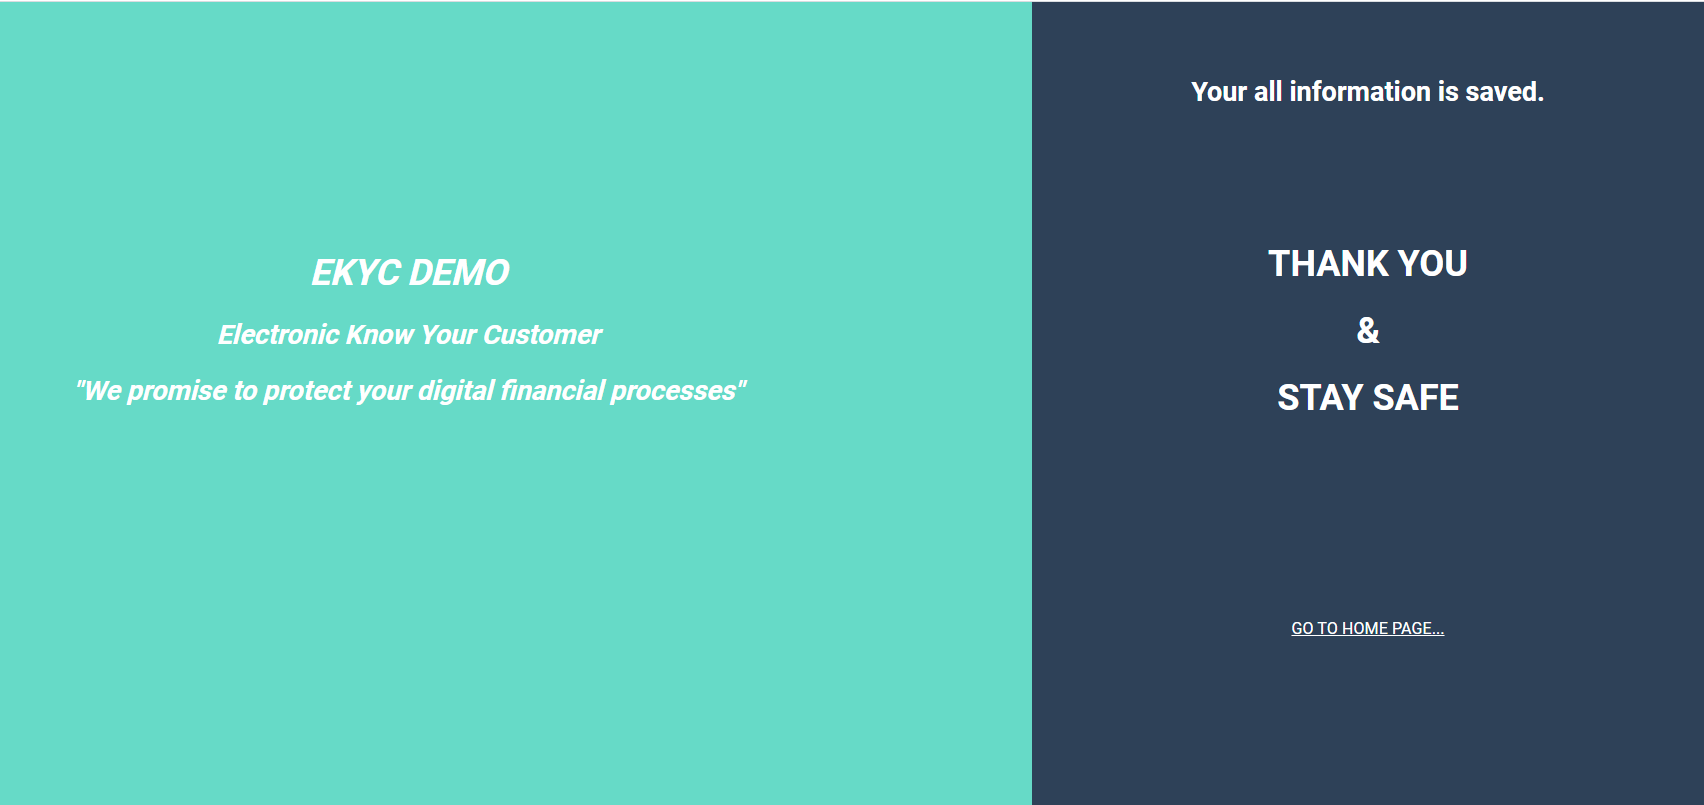 EKYC DEMO
Electronic Know Your Customer
"We promise to protect your digital financial processes"
Your all information is saved.
THANK YOU
&
STAY SAFE
GO TO HOME PAGE...